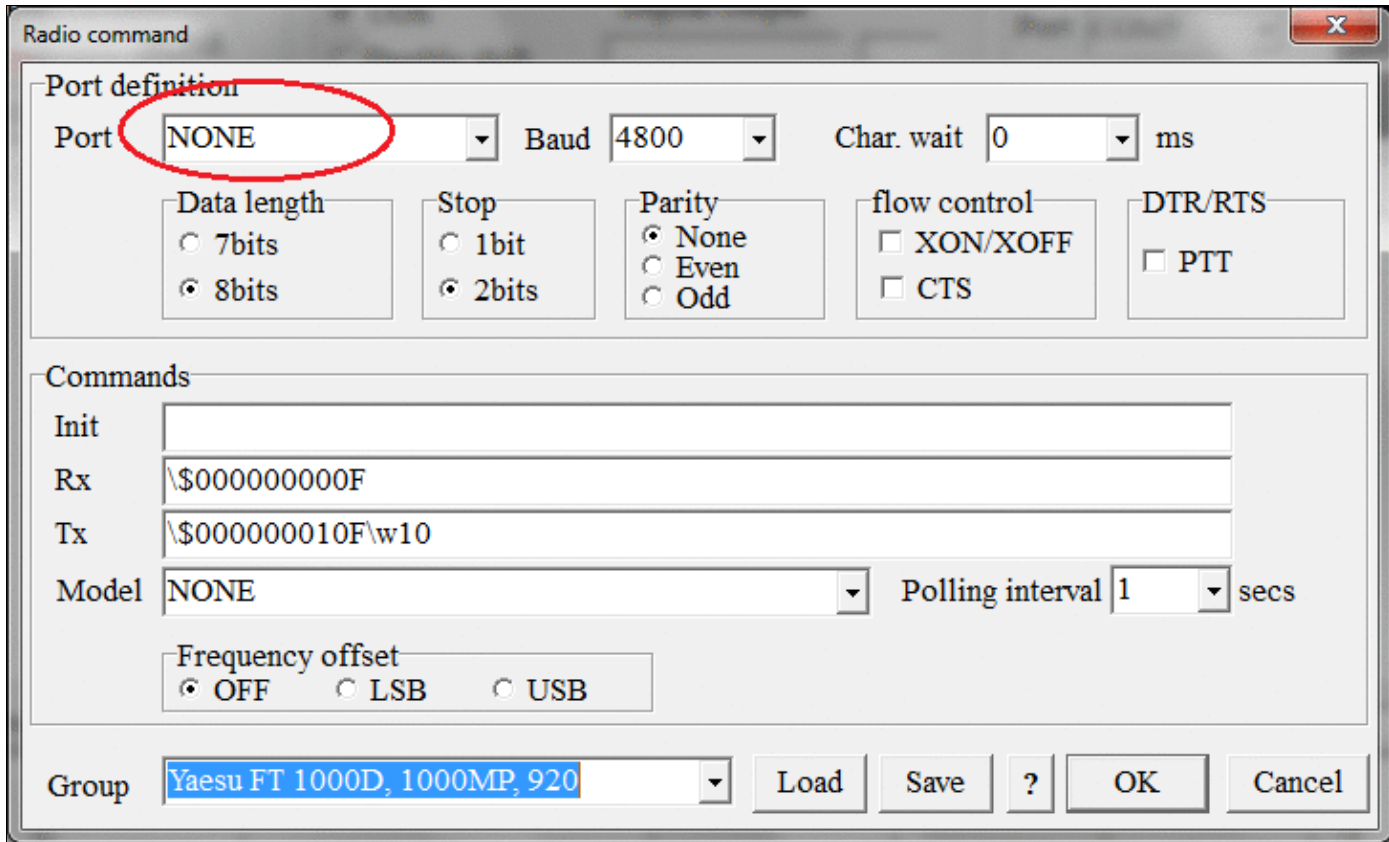 Radio command
Port definition
Port NONE Baud 4800 Char. wait 0 ms
Data length Stop Parity flow control DTR/RTS
7bits 1bit None XON/XOFF PTT
8bits 2bits Even CTS
Odd
Commands
Init
Rx \$000000000F
Tx \$000000010F\w10
Model NONE Polling interval 1 secs
Frequency offset
OFF LSB USB
Group Yaesu FT 1000D, 1000MP, 920 Load Save ? OK Cancel